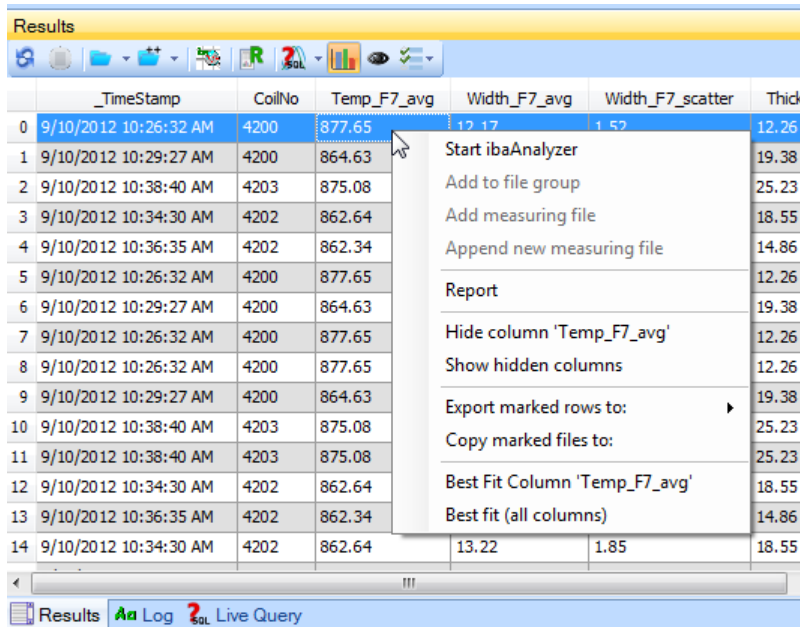 Results
SQL
_TimeStamp CoilNo Temp_F7_avg Width_F7_avg Width_F7_scatter Thick
0 9/10/2012 10:26:32 AM 4200 877.65 12.17 1.52 12.26
Start ibaAnalyzer
1 9/10/2012 10:29:27 AM 4200 864.63 19.38
Add to file group
2 9/10/2012 10:38:40 AM 4203 875.08 25.23
Add measuring file
3 9/10/2012 10:34:30 AM 4202 862.64 18.55
Append new measuring file
4 9/10/2012 10:36:35 AM 4202 862.34 14.86
5 9/10/2012 10:26:32 AM 4200 877.65 12.26
Report
6 9/10/2012 10:29:27 AM 4200 864.63 19.38
Hide column 'Temp_F7_avg'
7 9/10/2012 10:26:32 AM 4200 877.65 12.26
Show hidden columns
8 9/10/2012 10:26:32 AM 4200 877.65 12.26
9 9/10/2012 10:29:27 AM 4200 864.63 19.38
Export marked rows to:
10 9/10/2012 10:38:40 AM 4203 875.08 25.23
Copy marked files to:
11 9/10/2012 10:38:40 AM 4203 875.08 25.23
Best Fit Column 'Temp_F7_avg'
12 9/10/2012 10:34:30 AM 4202 862.64 18.55
Best fit (all columns)
13 9/10/2012 10:36:35 AM 4202 862.34 14.86
14 9/10/2012 10:34:30 AM 4202 862.64 13.22 1.85 18.55
Results Aa Log SQL Live Query